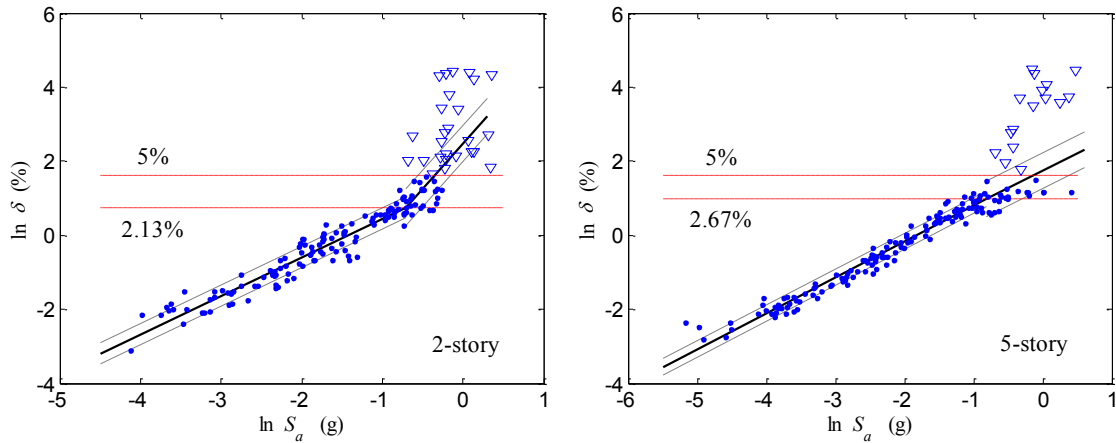 6
4
2
0
-2
-4
ln δ (%)
5%
2.13%
2-story
-5 -4 -3 -2 -1 0 1
ln Sa (g)
6
4
2
0
-2
-4
ln δ (%)
5%
2.67%
5-story
-6 -5 -4 -3 -2 -1 0 1
ln Sa (g)